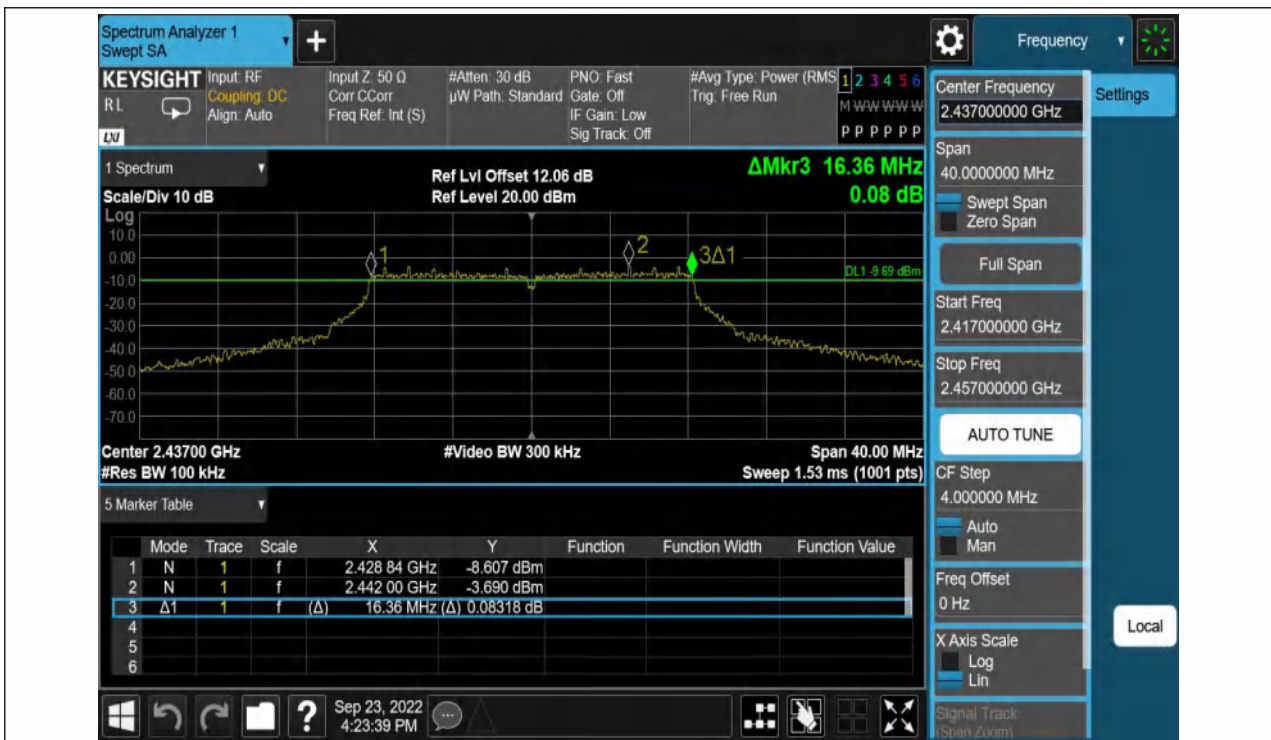 Spectrum Analyzer 1
Swept SA
+
Frequency
KEYSIGHT
RL
LXI
Input: RF
Coupling: DC
Align: Auto
Input Z: 50 Ω
Corr CCorr
Freq Ref: Int (S)
#Atten: 30 dB
µW Path: Standard
PNO: Fast
Gate: Off
IF Gain: Low
Sig Track: Off
#Avg Type: Power (RMS
Trig: Free Run
1 2 3 4 5 6
M W W W W W
P P P P P P
1 Spectrum
Scale/Div 10 dB
Ref Lvl Offset 12.06 dB
Ref Level 20.00 dBm
ΔMkr3 16.36 MHz
0.08 dB
Log
10.0
0.00
-10.0
-20.0
-30.0
-40.0
-50.0
-60.0
-70.0
1
2
3Δ1
DL1 -9.69 dBm
Center 2.43700 GHz
#Video BW 300 kHz
Span 40.00 MHz
#Res BW 100 kHz
Sweep 1.53 ms (1001 pts)
5 Marker Table
Mode Trace Scale X Y Function Function Width Function Value
1 N 1 f 2.428 84 GHz -8.607 dBm
2 N 1 f 2.442 00 GHz -3.690 dBm
3 Δ1 1 f (Δ) 16.36 MHz (Δ) 0.08318 dB
4
5
6
?
Sep 23, 2022
4:23:39 PM
Center Frequency
2.437000000 GHz
Span
40.0000000 MHz
Swept Span
Zero Span
Full Span
Start Freq
2.417000000 GHz
Stop Freq
2.457000000 GHz
AUTO TUNE
CF Step
4.000000 MHz
Auto
Man
Freq Offset
0 Hz
X Axis Scale
Log
Lin
Signal Track
(Span Zoom)
Settings
Local